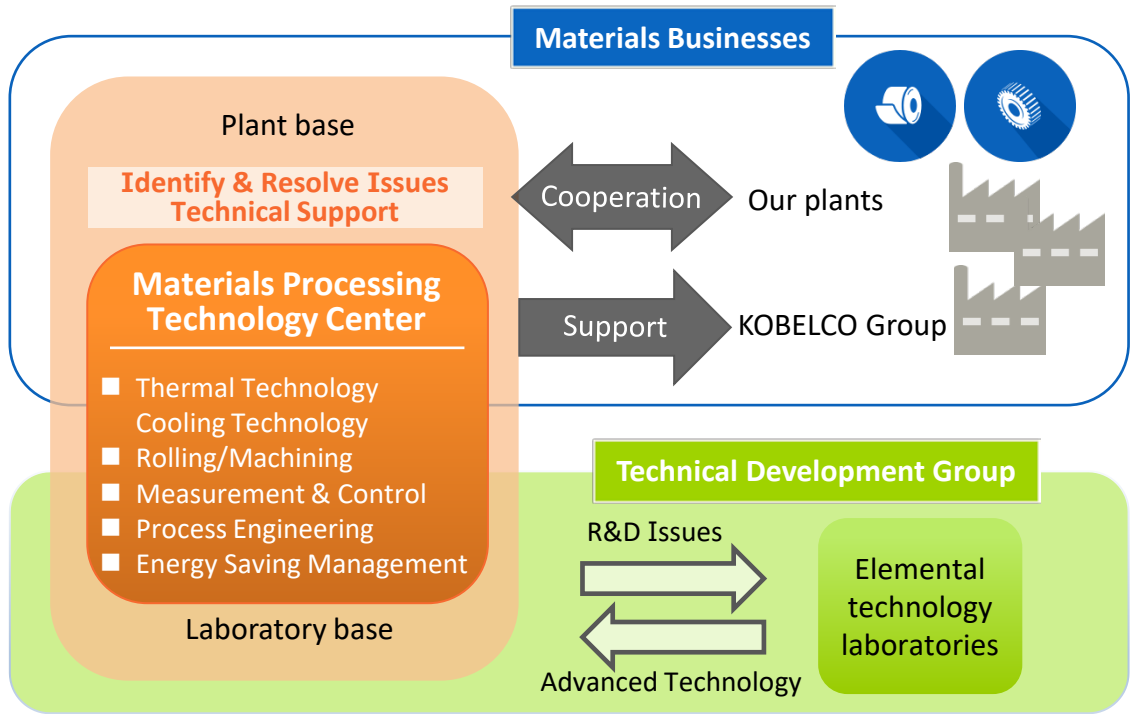 Materials Businesses
Plant base
Identify & Resolve Issues
Technical Support
Cooperation
Our plants
Materials Processing
Technology Center
Support
KOBELCO Group
Thermal Technology
Cooling Technology
Rolling/Machining
Measurement & Control
Process Engineering
Energy Saving Management
Laboratory base
Technical Development Group
R&D Issues
Elemental
technology
laboratories
Advanced Technology